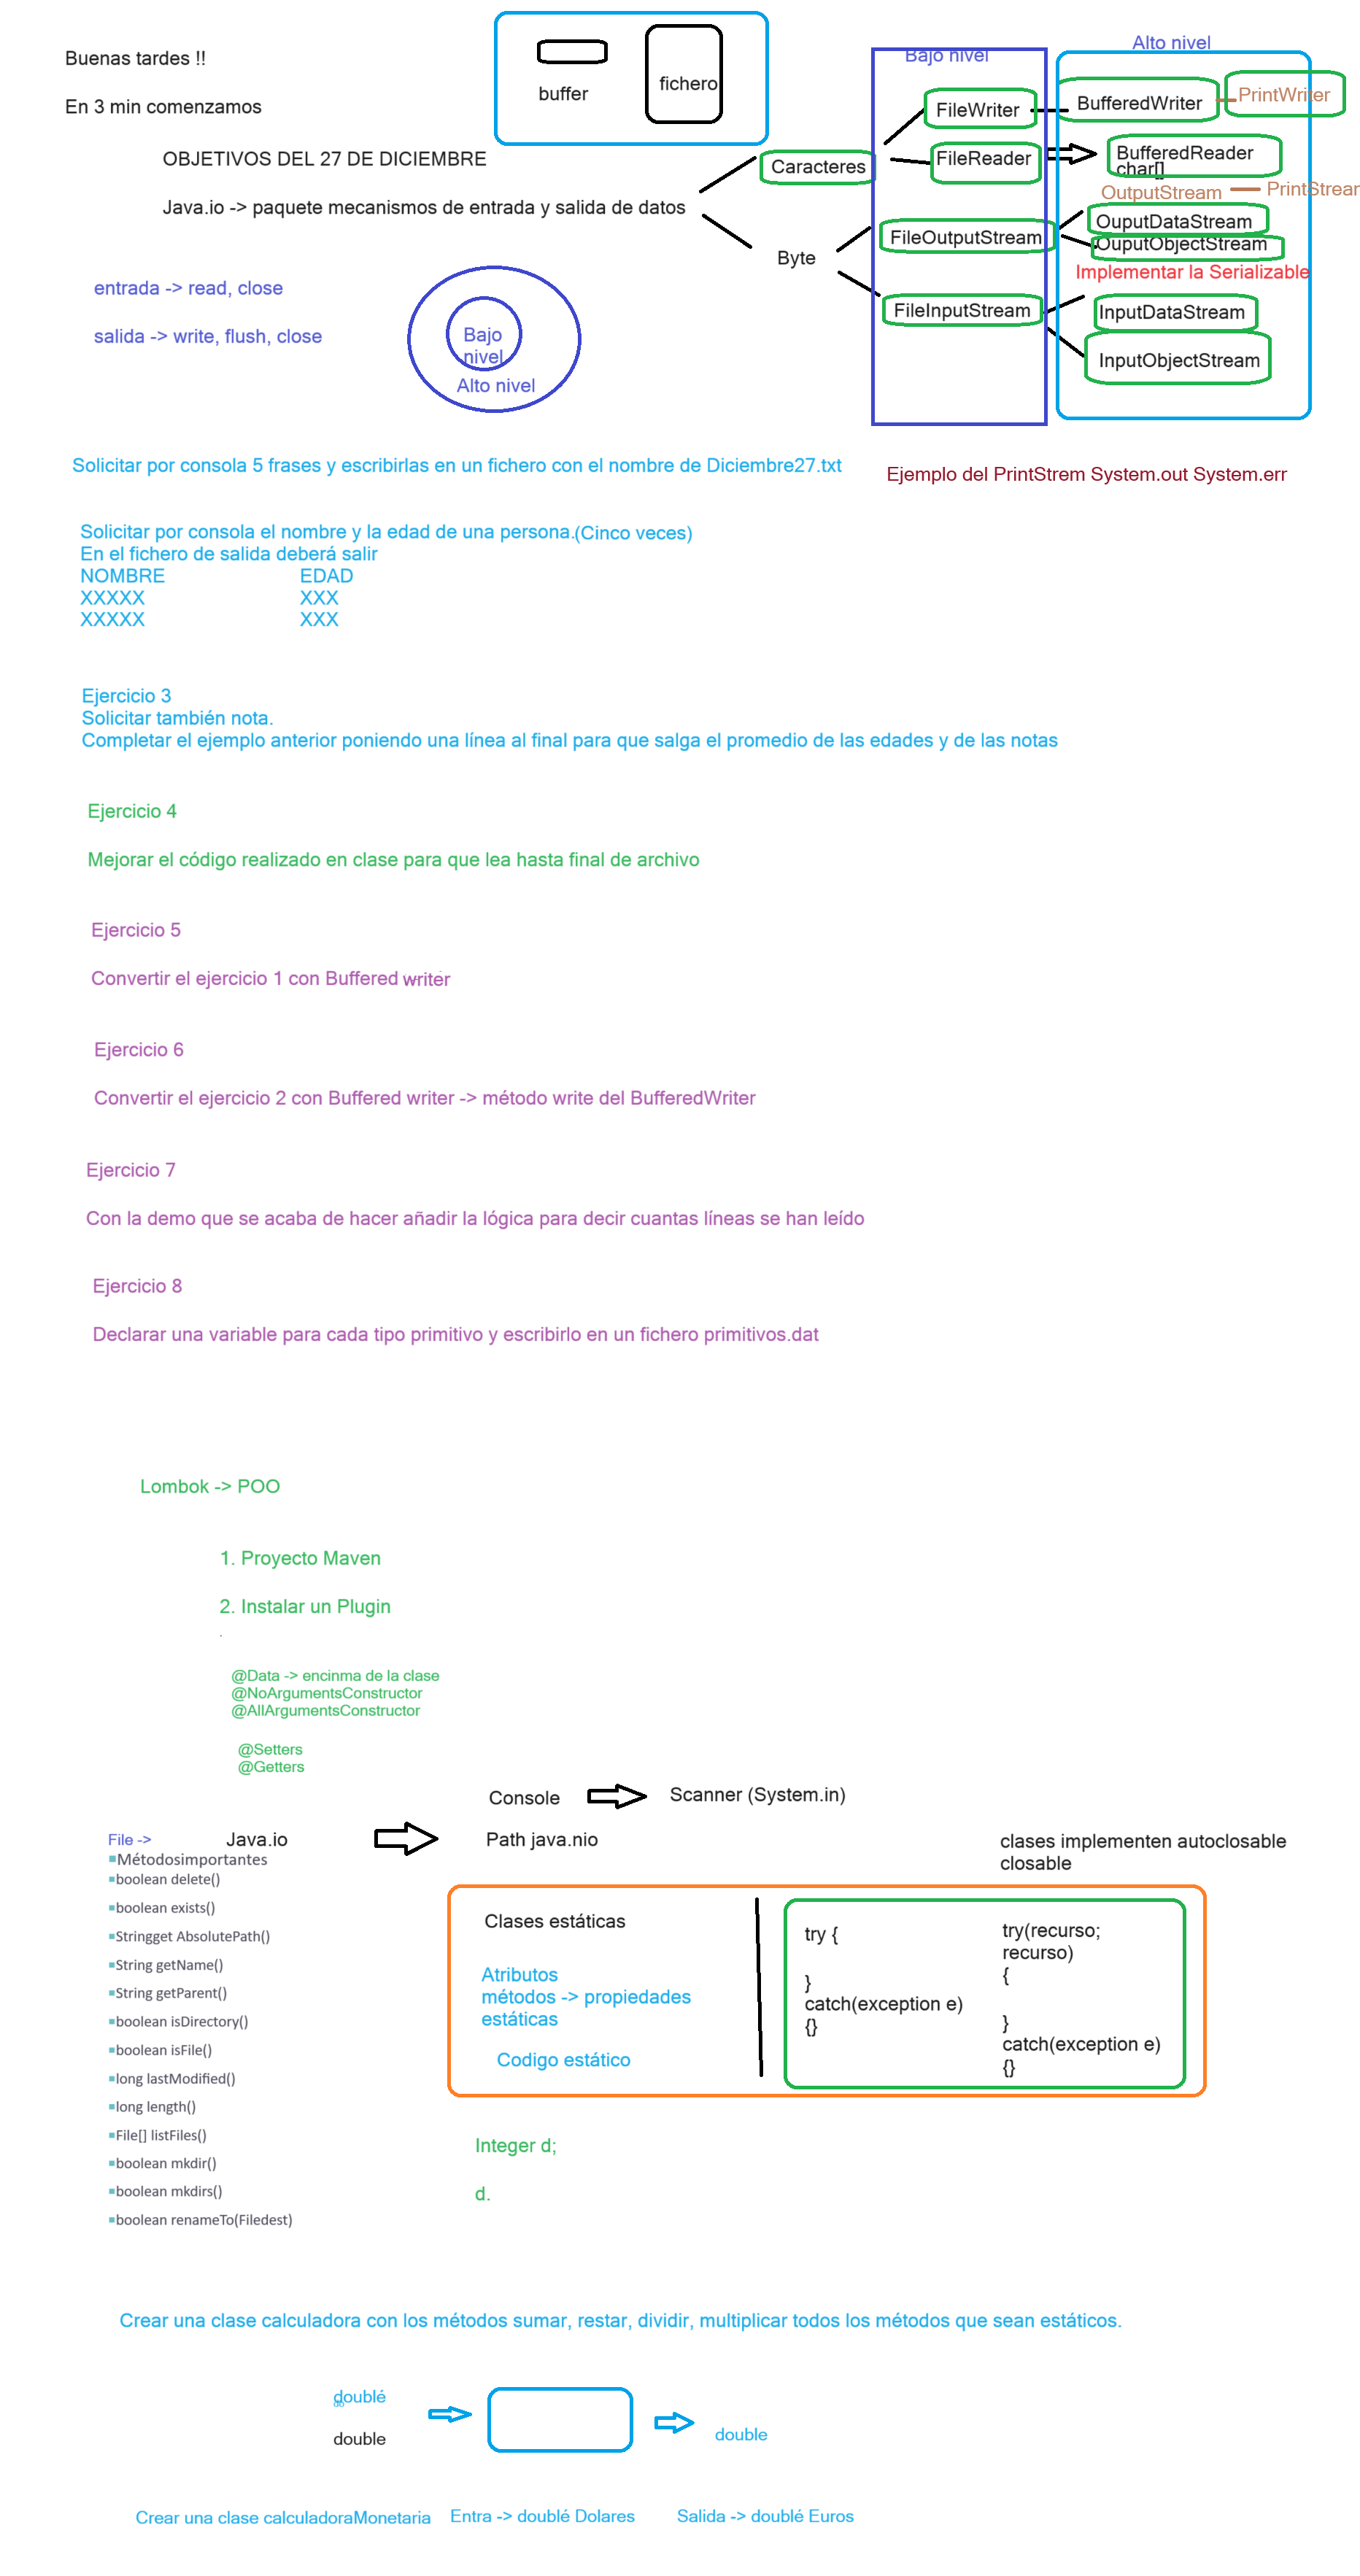 Buenas tardes !!
En 3 min comenzamos
buffer
fichero
OBJETIVOS DEL 27 DE DICIEMBRE
Java.io -> paquete mecanismos de entrada y salida de datos
Caracteres
Byte
Bajo nivel
FileWriter
FileReader
FileOutputStream
FileInputStream
Alto nivel
BufferedWriter
PrintWriter
BufferedReader
char[]
OutputStream
PrintStrear
OuputDataStream
OuputObjectStream
Implementar la Serializable
InputDataStream
InputObjectStream
entrada -> read, close
salida -> write, flush, close
Bajo
nivel
Alto nivel
Solicitar por consola 5 frases y escribirlas en un fichero con el nombre de Diciembre27.txt
Ejemplo del PrintStrem System.out System.err
Solicitar por consola el nombre y la edad de una persona.(Cinco veces)
En el fichero de salida deberá salir
NOMBRE EDAD
XXXXX XXX
XXXXX XXX
Ejercicio 3
Solicitar también nota.
Completar el ejemplo anterior poniendo una línea al final para que salga el promedio de las edades y de las notas
Ejercicio 4
Mejorar el código realizado en clase para que lea hasta final de archivo
Ejercicio 5
Convertir el ejercicio 1 con Buffered writer
Ejercicio 6
Convertir el ejercicio 2 con Buffered writer -> método write del BufferedWriter
Ejercicio 7
Con la demo que se acaba de hacer añadir la lógica para decir cuantas líneas se han leído
Ejercicio 8
Declarar una variable para cada tipo primitivo y escribirlo en un fichero primitivos.dat
Lombok -> POO
1. Proyecto Maven
2. Instalar un Plugin
@Data -> encinma de la clase
@NoArgumentsConstructor
@AllArgumentsConstructor
@Setters
@Getters
Console
Scanner (System.in)
File ->
Java.io
Path java.nio
clases implementen autoclosable
closable
▪Métodosimportantes
▪boolean delete()
▪boolean exists()
▪Stringget AbsolutePath()
▪String getName()
▪String getParent()
▪boolean isDirectory()
▪boolean isFile()
▪long lastModified()
▪long length()
▪File[] listFiles()
▪boolean mkdir()
▪boolean mkdirs()
▪boolean renameTo(Filedest)
Clases estáticas
Atributos
métodos -> propiedades
estáticas
Codigo estático
try {
}
catch(exception e)
{}
try(recurso;
recurso)
{
}
catch(exception e)
{}
Integer d;
d.
Crear una clase calculadora con los métodos sumar, restar, dividir, multiplicar todos los métodos que sean estáticos.
doublé
double
double
Crear una clase calculadoraMonetaria
Entra -> doublé Dolares
Salida -> doublé Euros